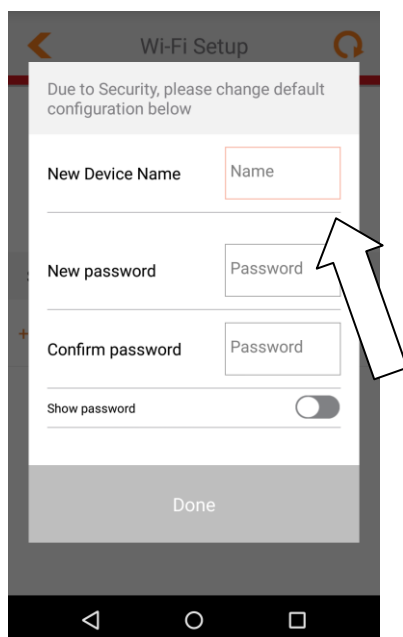 Wi-Fi Setup
Due to Security, please change default
configuration below
New Device Name
Name
New password
Password
Confirm password
Password
Show password
Done